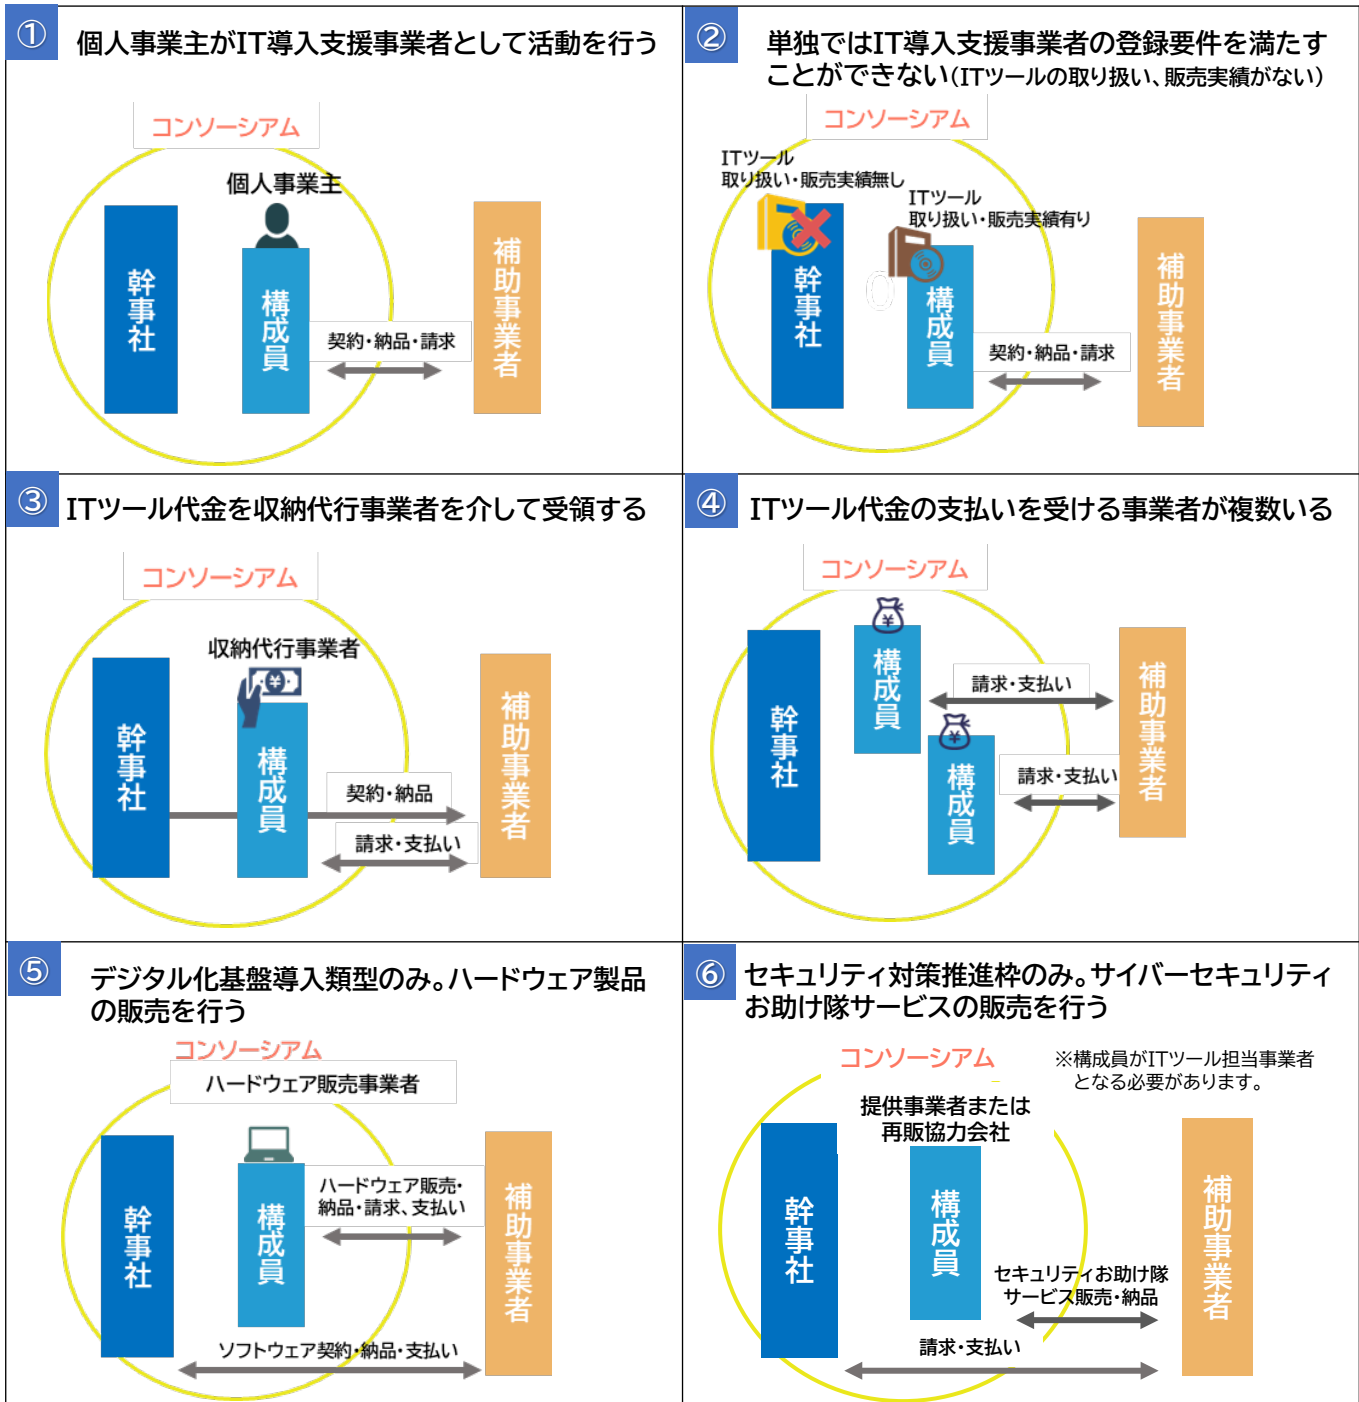 ①
個人事業主がIT導入支援事業者として活動を行う
コンソーシアム
個人事業主
幹事社
構成員
契約・納品・請求
補助事業者
②
単独ではIT導入支援事業者の登録要件を満たす
ことができない(ITツールの取り扱い、販売実績がない)
コンソーシアム
ITツール
取り扱い・販売実績無し
ITツール
取り扱い・販売実績有り
幹事社
構成員
契約・納品・請求
補助事業者
③
ITツール代金を収納代行事業者を介して受領する
コンソーシアム
収納代行事業者
¥
幹事社
構成員
契約・納品
請求・支払い
補助事業者
④
ITツール代金の支払いを受ける事業者が複数いる
コンソーシアム
¥
幹事社
構成員
請求・支払い
¥
構成員
請求・支払い
補助事業者
⑤
デジタル化基盤導入類型のみ。ハードウェア製品
の販売を行う
コンソーシアム
ハードウェア販売事業者
幹事社
構成員
ハードウェア販売・
納品・請求、支払い
ソフトウェア契約・納品・支払い
補助事業者
⑥
セキュリティ対策推進枠のみ。サイバーセキュリティ
お助け隊サービスの販売を行う
コンソーシアム
※構成員がITツール担当事業者
となる必要があります。
提供事業者または
再販協力会社
幹事社
構成員
セキュリティお助け隊
サービス販売・納品
請求・支払い
補助事業者